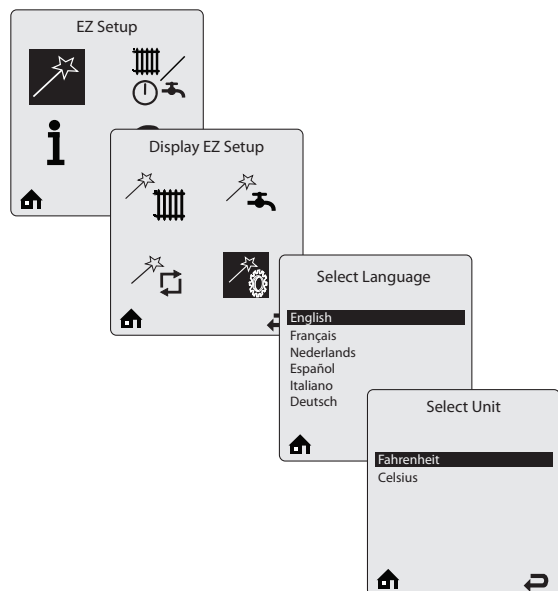 EZ Setup
Display EZ Setup
Select Language
English
Français
Nederlands
Español
Italiano
Deutsch
Select Unit
Fahrenheit
Celsius